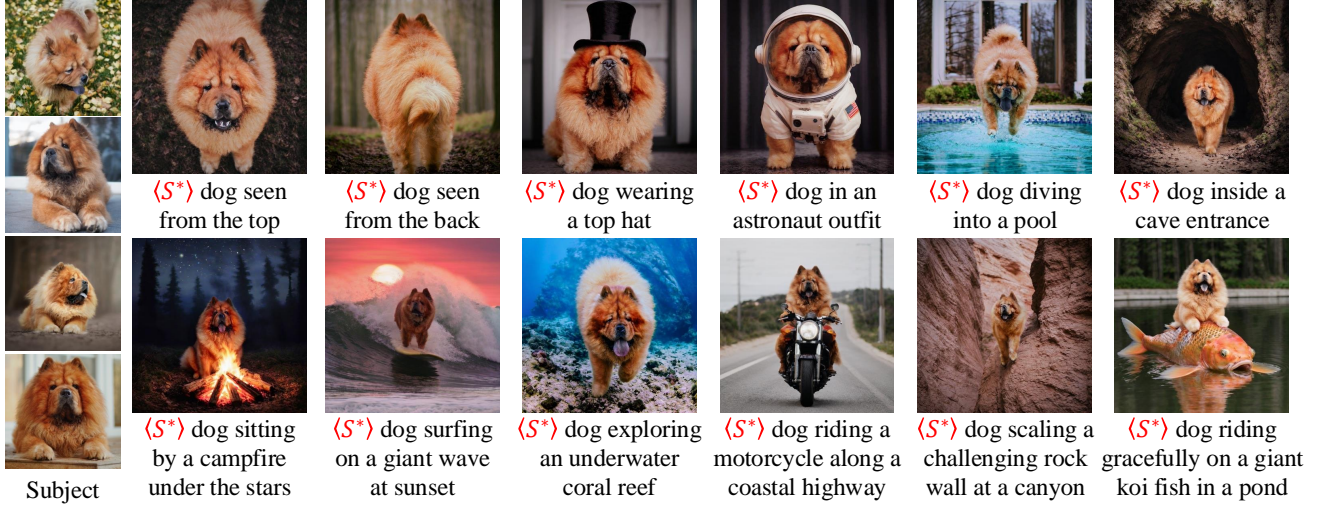 ⟨S*⟩ dog seen
from the top
⟨S*⟩ dog seen
from the back
⟨S*⟩ dog wearing
a top hat
⟨S*⟩ dog in an
astronaut outfit
⟨S*⟩ dog diving
into a pool
⟨S*⟩ dog inside a
cave entrance
⟨S*⟩ dog sitting
by a campfire
under the stars
⟨S*⟩ dog surfing
on a giant wave
at sunset
⟨S*⟩ dog exploring
an underwater
coral reef
⟨S*⟩ dog riding a
motorcycle along a
coastal highway
⟨S*⟩ dog scaling a
challenging rock
wall at a canyon
⟨S*⟩ dog riding
gracefully on a giant
koi fish in a pond
Subject